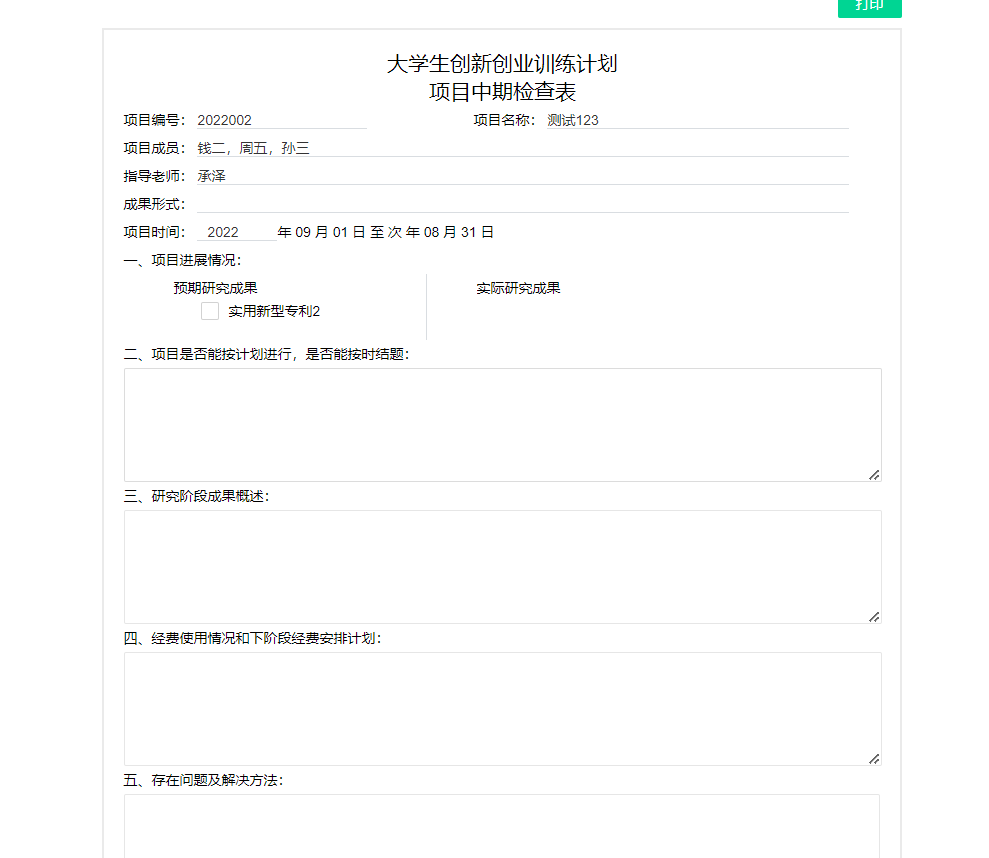 打印
大学生创新创业训练计划
项目中期检查表
项目编号： 2022002 项目名称： 测试123
项目成员： 钱二，周五，孙三
指导老师： 承泽
成果形式：
项目时间： 2022 年 09 月 01 日 至 次 年 08 月 31 日
一、项目进展情况：
预期研究成果 实际研究成果
实用新型专利2
二、项目是否能按计划进行，是否能按时结题：
三、研究阶段成果概述：
四、经费使用情况和下阶段经费安排计划：
五、存在问题及解决方法：